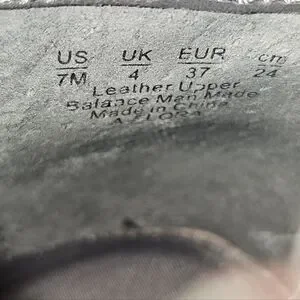 US UK EUR cm
7M 4 37 24
Leather Upper
Balance Man Made
Made in China